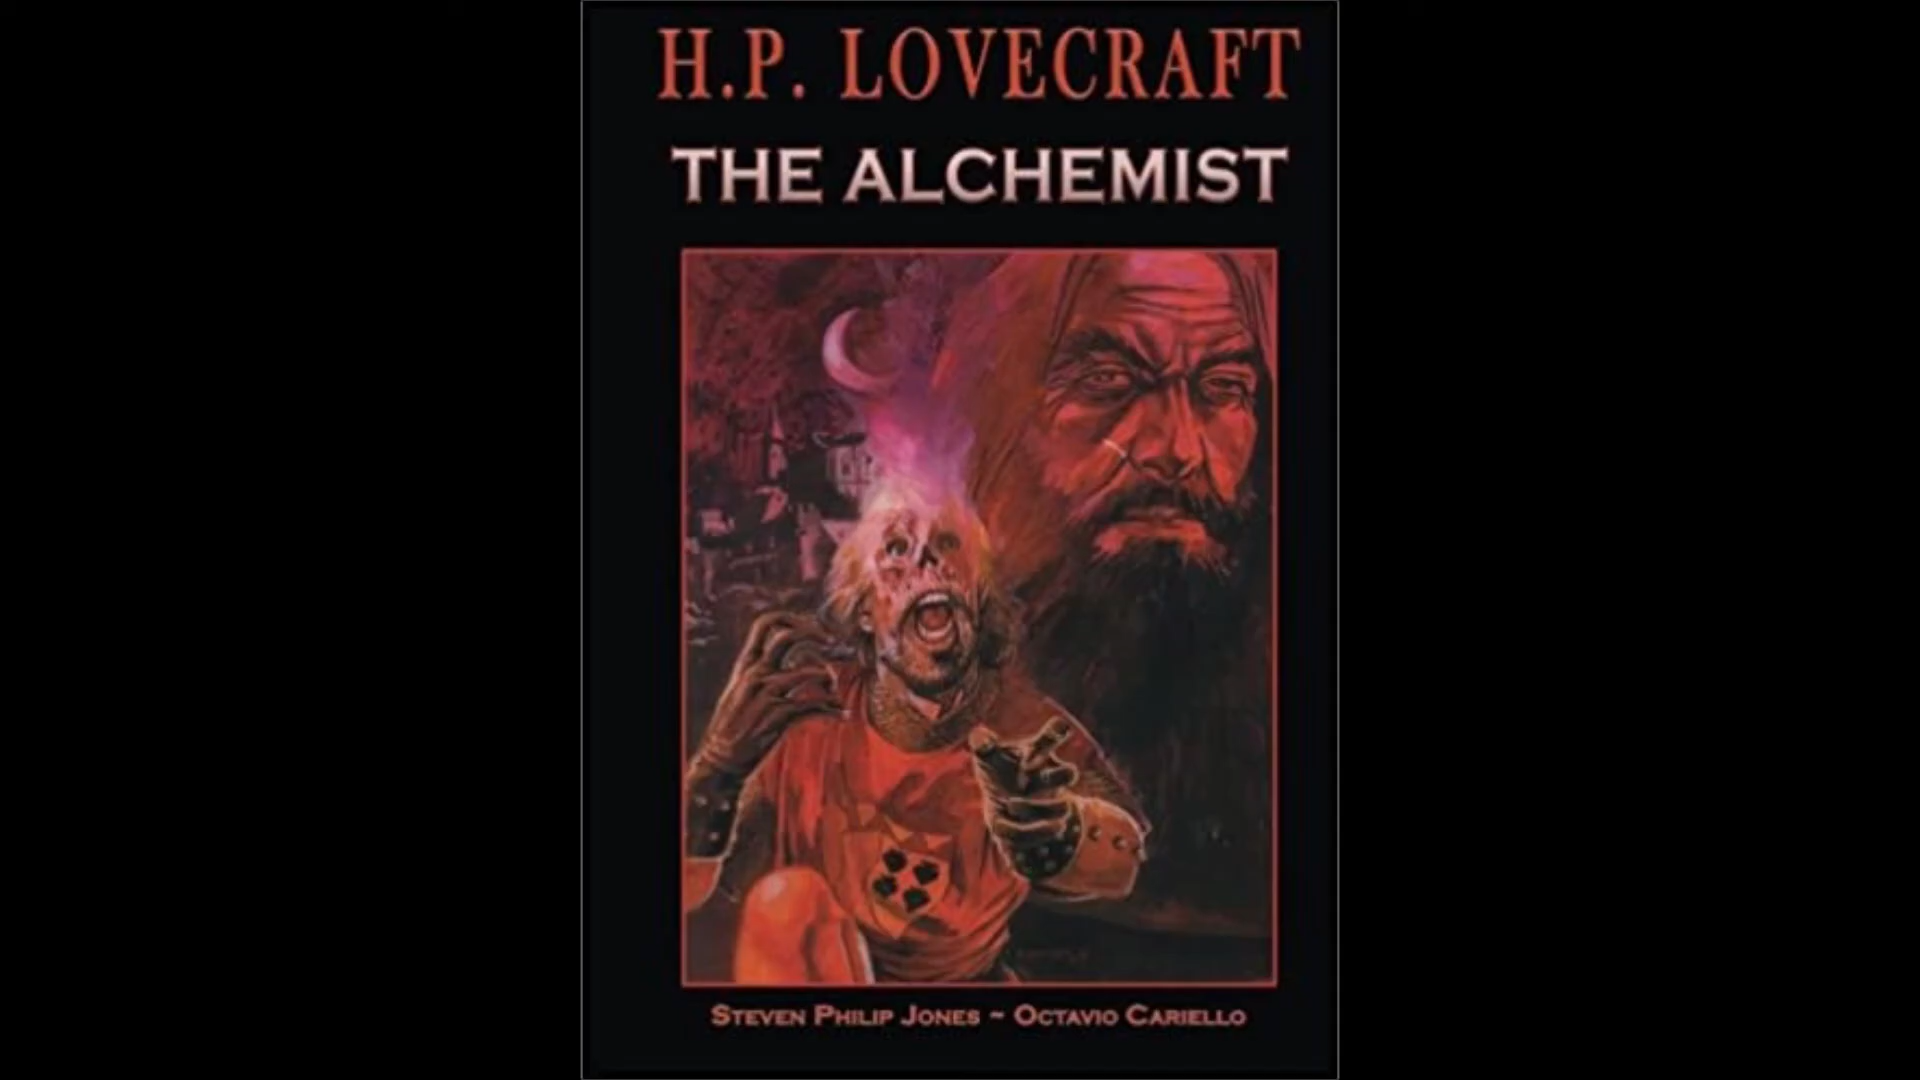 H.P. LOVECRAFT
THE ALCHEMIST
STEVEN PHILIP JONES ~ OCTAVIO CARIELLO